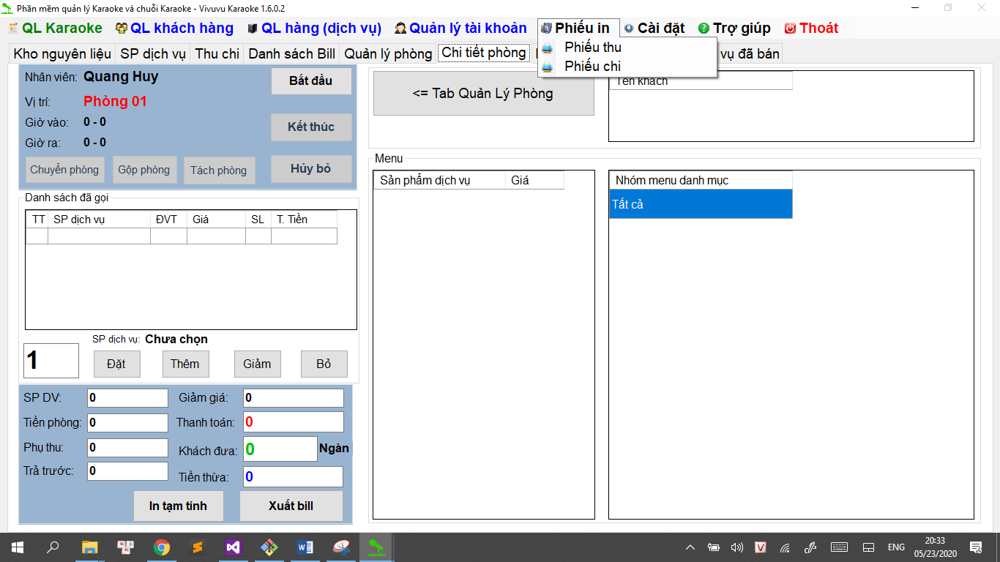 Phần mềm quản lý Karaoke và chuỗi Karaoke - Vivuvu Karaoke 1.6.0.2
QL Karaoke QL khách hàng QL hàng (dịch vụ) Quản lý tài khoản Phiếu in Cài đặt Trợ giúp Thoát
Phiếu thu
Phiếu chi
Kho nguyên liệu SP dịch vụ Thu chi Danh sách Bill Quản lý phòng Chi tiết phòng vụ đã bán
Nhân viên: Quang Huy
Bắt đầu
Vị trí: Phòng 01
Giờ vào: 0 - 0
Kết thúc
Giờ ra: 0 - 0
Chuyển phòng Gộp phòng Tách phòng Hủy bỏ
<= Tab Quản Lý Phòng
Tên khách
Danh sách đã gọi
TT SP dịch vụ ĐVT Giá SL T. Tiền
SP dịch vụ: Chưa chọn
1 Đặt Thêm Giảm Bỏ
SP DV: 0 Giảm giá: 0
Tiền phòng: 0 Thanh toán: 0
Phụ thu: 0 Khách đưa: 0 Ngàn
Trả trước: 0 Tiền thừa: 0
In tạm tính Xuất bill
Menu
Sản phẩm dịch vụ Giá
Nhóm menu danh mục
Tất cả
ENG
20:33
05/23/2020